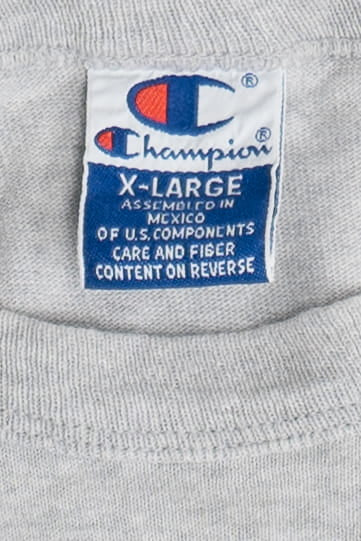 ®
Champion®
X-LARGE
ASSEMBLED IN
MEXICO
OF U.S. COMPONENTS
CARE AND FIBER
CONTENT ON REVERSE